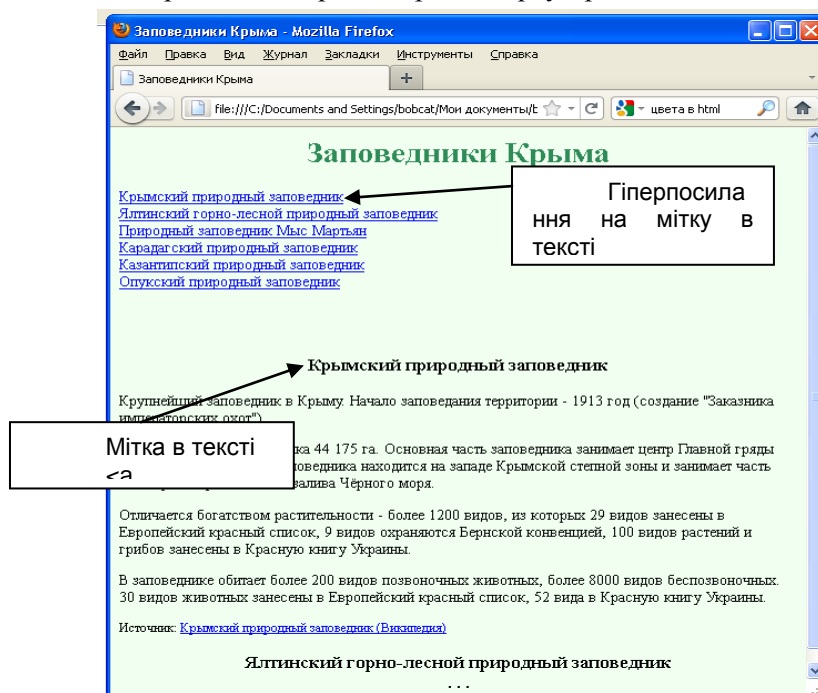 Заповедники Крыма - Mozilla Firefox
Файл Правка Вид Журнал Закладки Инструменты Справка
Заповедники Крыма +
file:///C:/Documents and Settings/bobcat/Мои документы/t цвета в html
Заповедники Крыма
Крымский природный заповедник
Ялтинский горно-лесной природный заповедник
Природный заповедник Мыс Мартьян
Карадагский природный заповедник
Казантипский природный заповедник
Опукский природный заповедник
Гіперпосила
ння на мітку в
тексті
Крымский природный заповедник
Крупнейший заповедник в Крыму. Начало заповедания территории - 1913 год (создание "Заказника
императорских охот")
Мітка в тексті
<a
44 175 га. Основная часть заповедника занимает центр Главной гряды
находится на западе Крымской степной зоны и занимает часть
залива Чёрного моря.
Отличается богатством растительности - более 1200 видов, из которых 29 видов занесены в
Европейский красный список, 9 видов охраняются Бернской конвенцией, 100 видов растений и
грибов занесены в Красную книгу Украины.
В заповеднике обитает более 200 видов позвоночных животных, более 8000 видов беспозвоночных.
30 видов животных занесены в Европейский красный список, 52 вида в Красную книгу Украины.
Источник: Крымский природный заповедник (Википедия)
Ялтинский горно-лесной природный заповедник
. . .